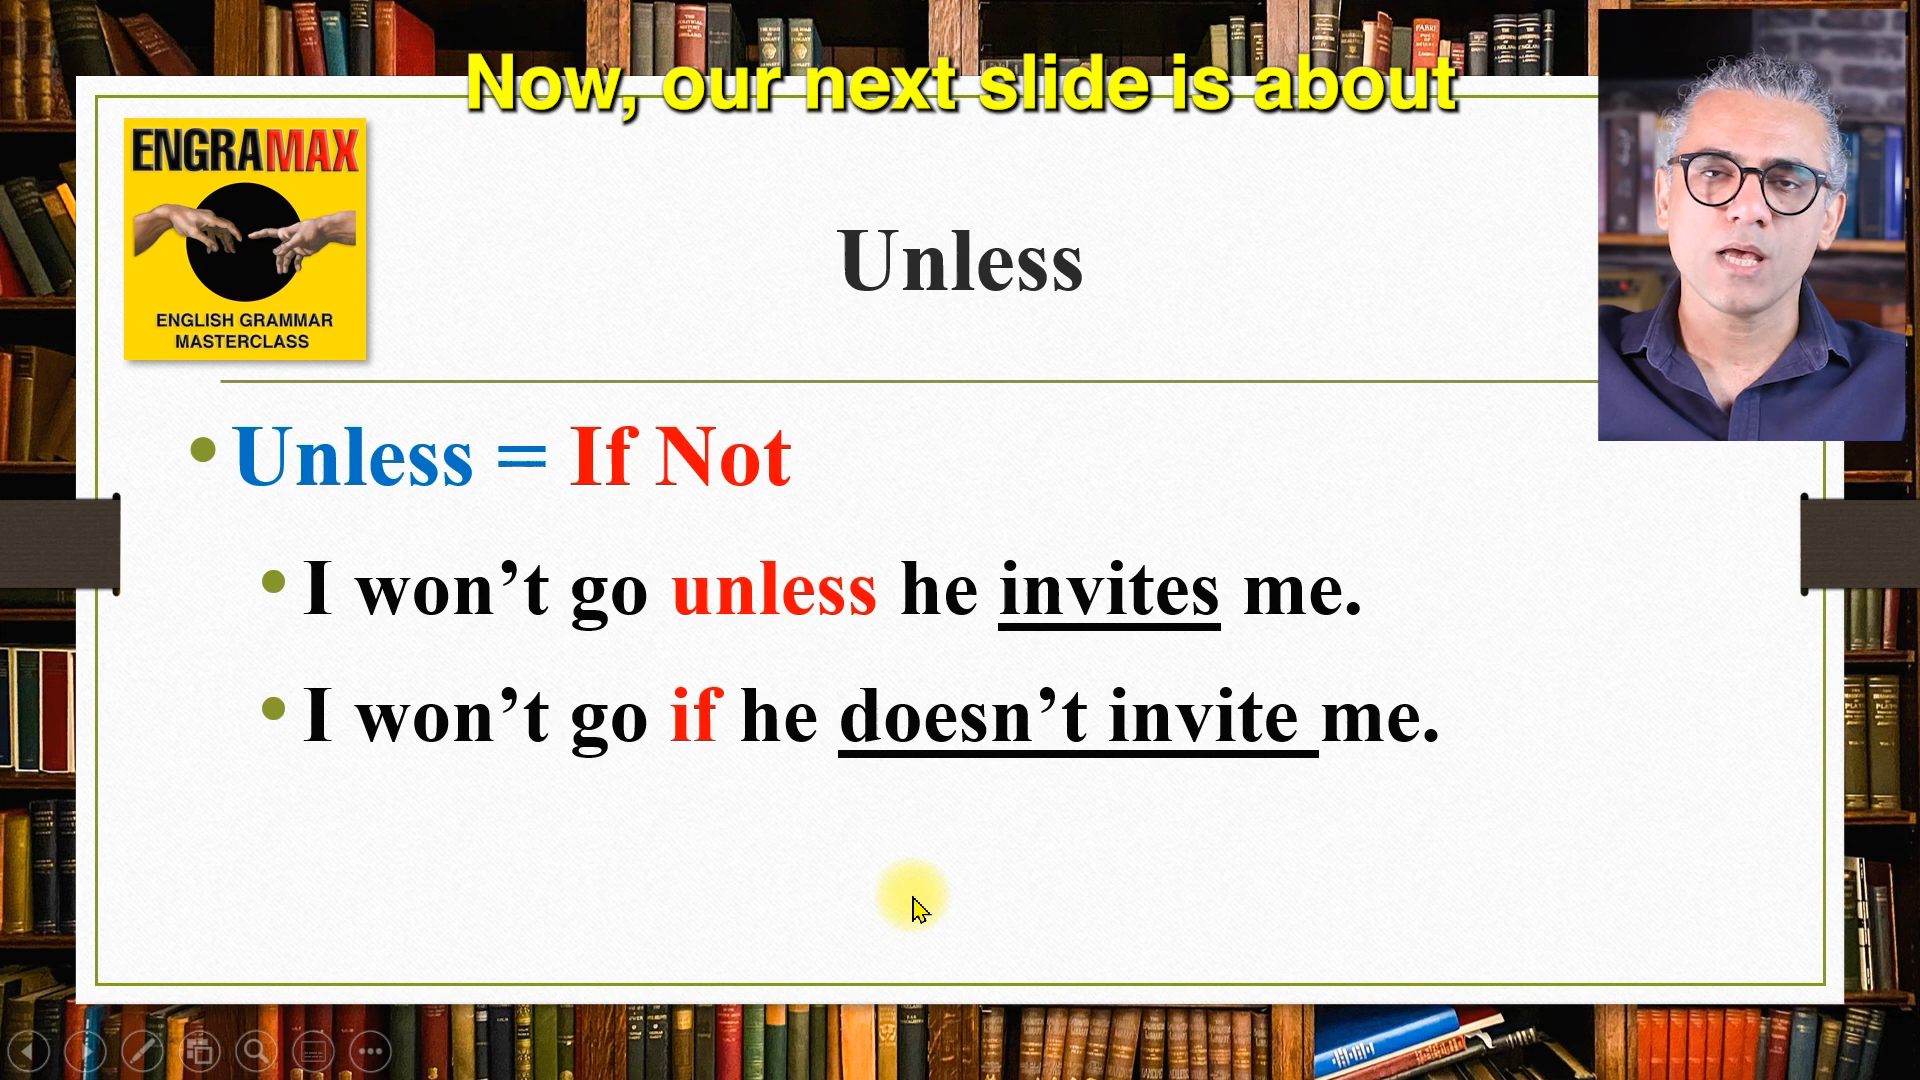 Now, our next slide is about
ENGRAMAX
ENGLISH GRAMMAR
MASTERCLASS
Unless
Unless = If Not
I won’t go unless he invites me.
I won’t go if he doesn’t invite me.